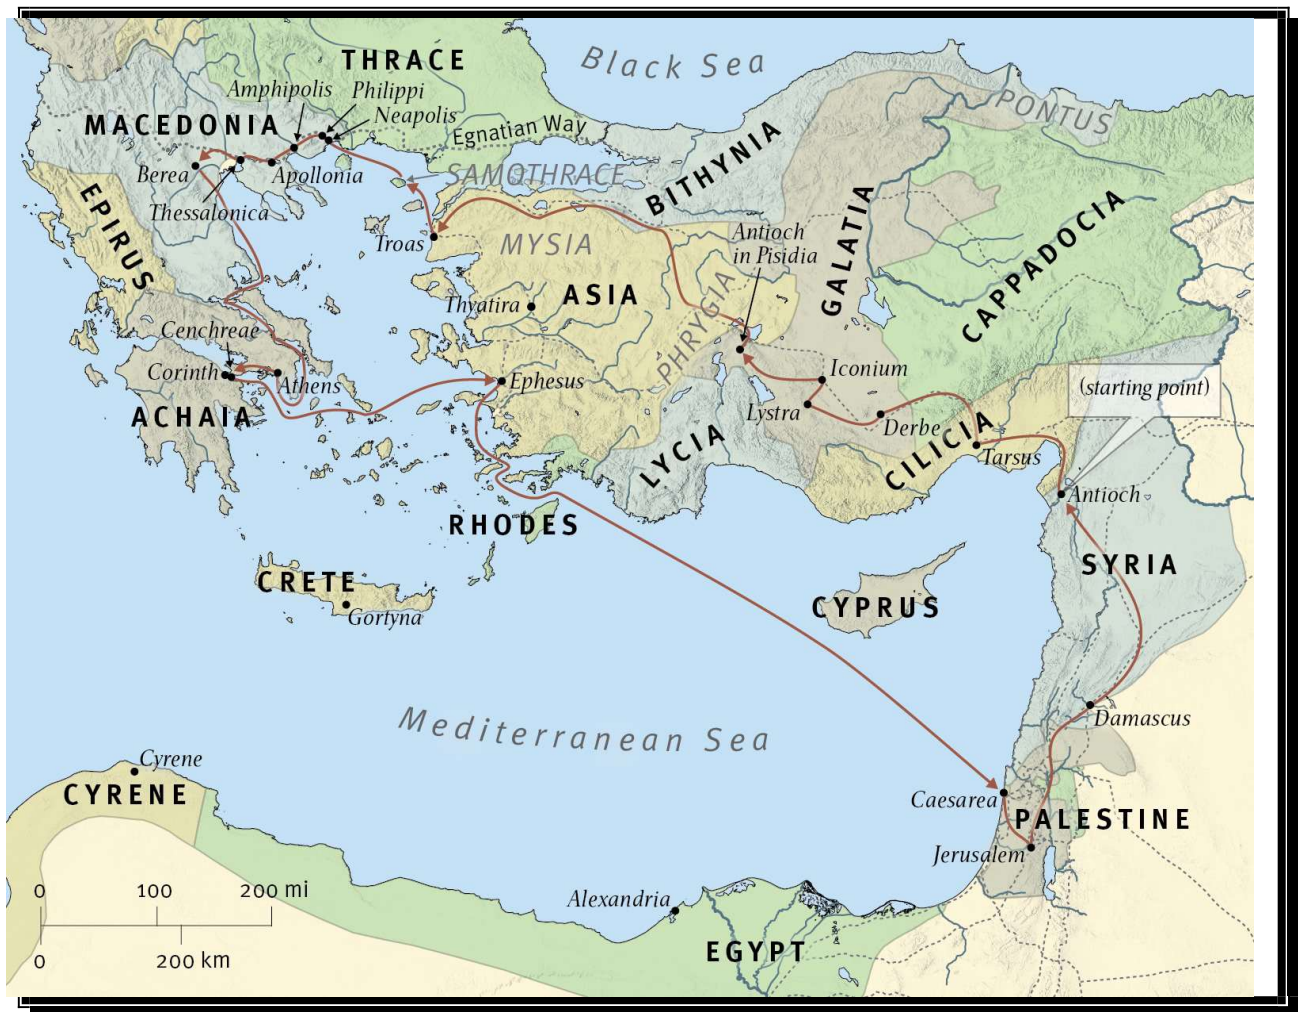 Black Sea
THRACE
Amphipolis
Philippi
Neapolis
MACEDONIA
Egnatian Way
PONTUS
BITHYNIA
Berea
Apollonia
SAMOTHRACE
Thessalonica
EPIRUS
Troas
MYSIA
Antioch
in Pisidia
GALATIA
CAPPADOCIA
Thyatira
ASIA
PHRYGIA
Cenchreae
Corinth
Athens
Ephesus
Iconium
(starting point)
ACHAIA
Lystra
Derbe
LYCIA
CILICIA
Tarsus
Antioch
RHODES
SYRIA
CRETE
Gortyna
CYPRUS
Mediterranean Sea
Damascus
Cyrene
CYRENE
Caesarea
PALESTINE
Jerusalem
0 100 200 mi
Alexandria
EGYPT
0 200 km